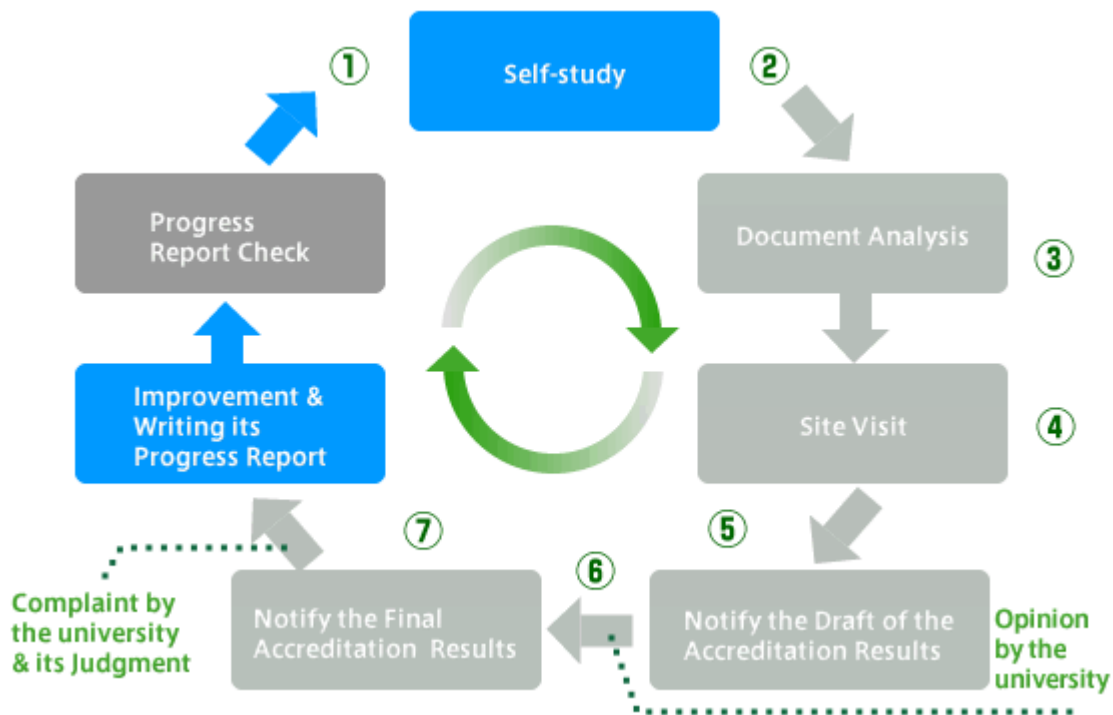 ①
Self-study
②
Progress
Report Check
Document Analysis
③
Improvement &
Writing its
Progress Report
Site Visit
④
⑦
⑤
⑥
Complaint by
the university
& its Judgment
Notify the Final
Accreditation Results
Notify the Draft of the
Accreditation Results
Opinion
by the
university